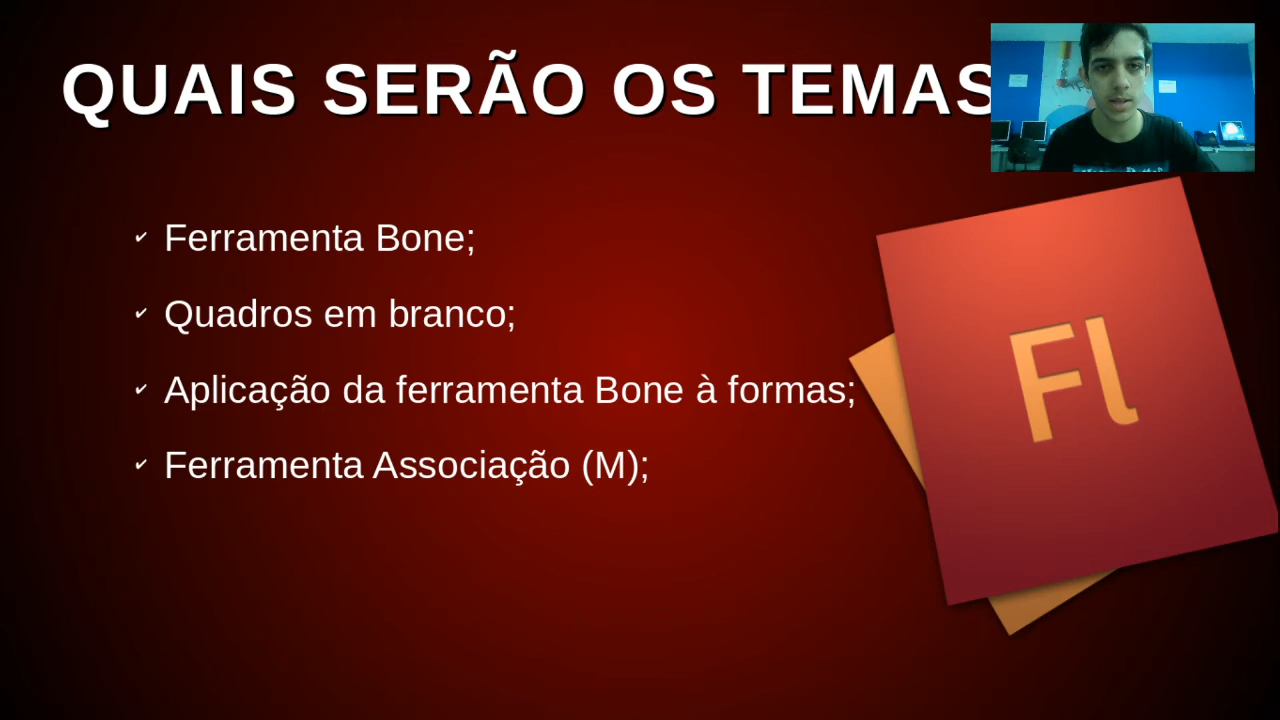 QUAIS SERÃO OS TEMAS
Ferramenta Bone;
Quadros em branco;
Aplicação da ferramenta Bone à formas;
Ferramenta Associação (M);
Fl